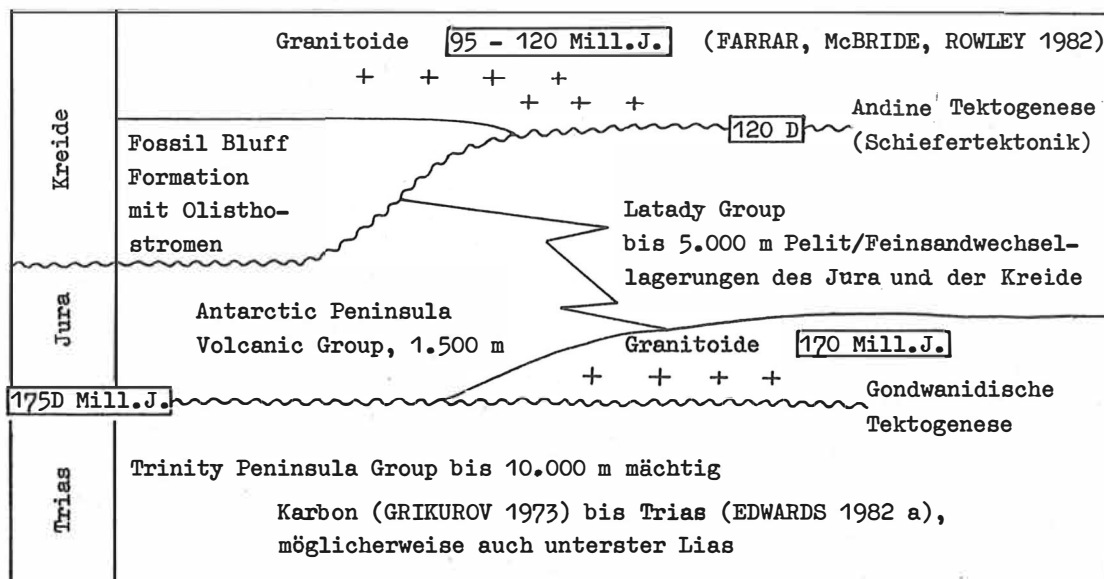 Granitoide 95 - 120 Mill.J. (FARRAR, McBRIDE, ROWLEY 1982)
Kreide
120 D
Andine Tektogenese
(Schiefertektonik)
Fossil Bluff
Formation
mit Olistho-
stromen
Latady Group
bis 5.000 m Pelit/Feinsandwechsel-
lagerungen des Jura und der Kreide
Jura
Antarctic Peninsula
Volcanic Group, 1.500 m
Granitoide 170 Mill.J.
175D Mill.J.
Gondwanidische
Tektogenese
Trias
Trinity Peninsula Group bis 10.000 m mächtig
Karbon (GRIKUROV 1973) bis Trias (EDWARDS 1982 a),
möglicherweise auch unterster Lias